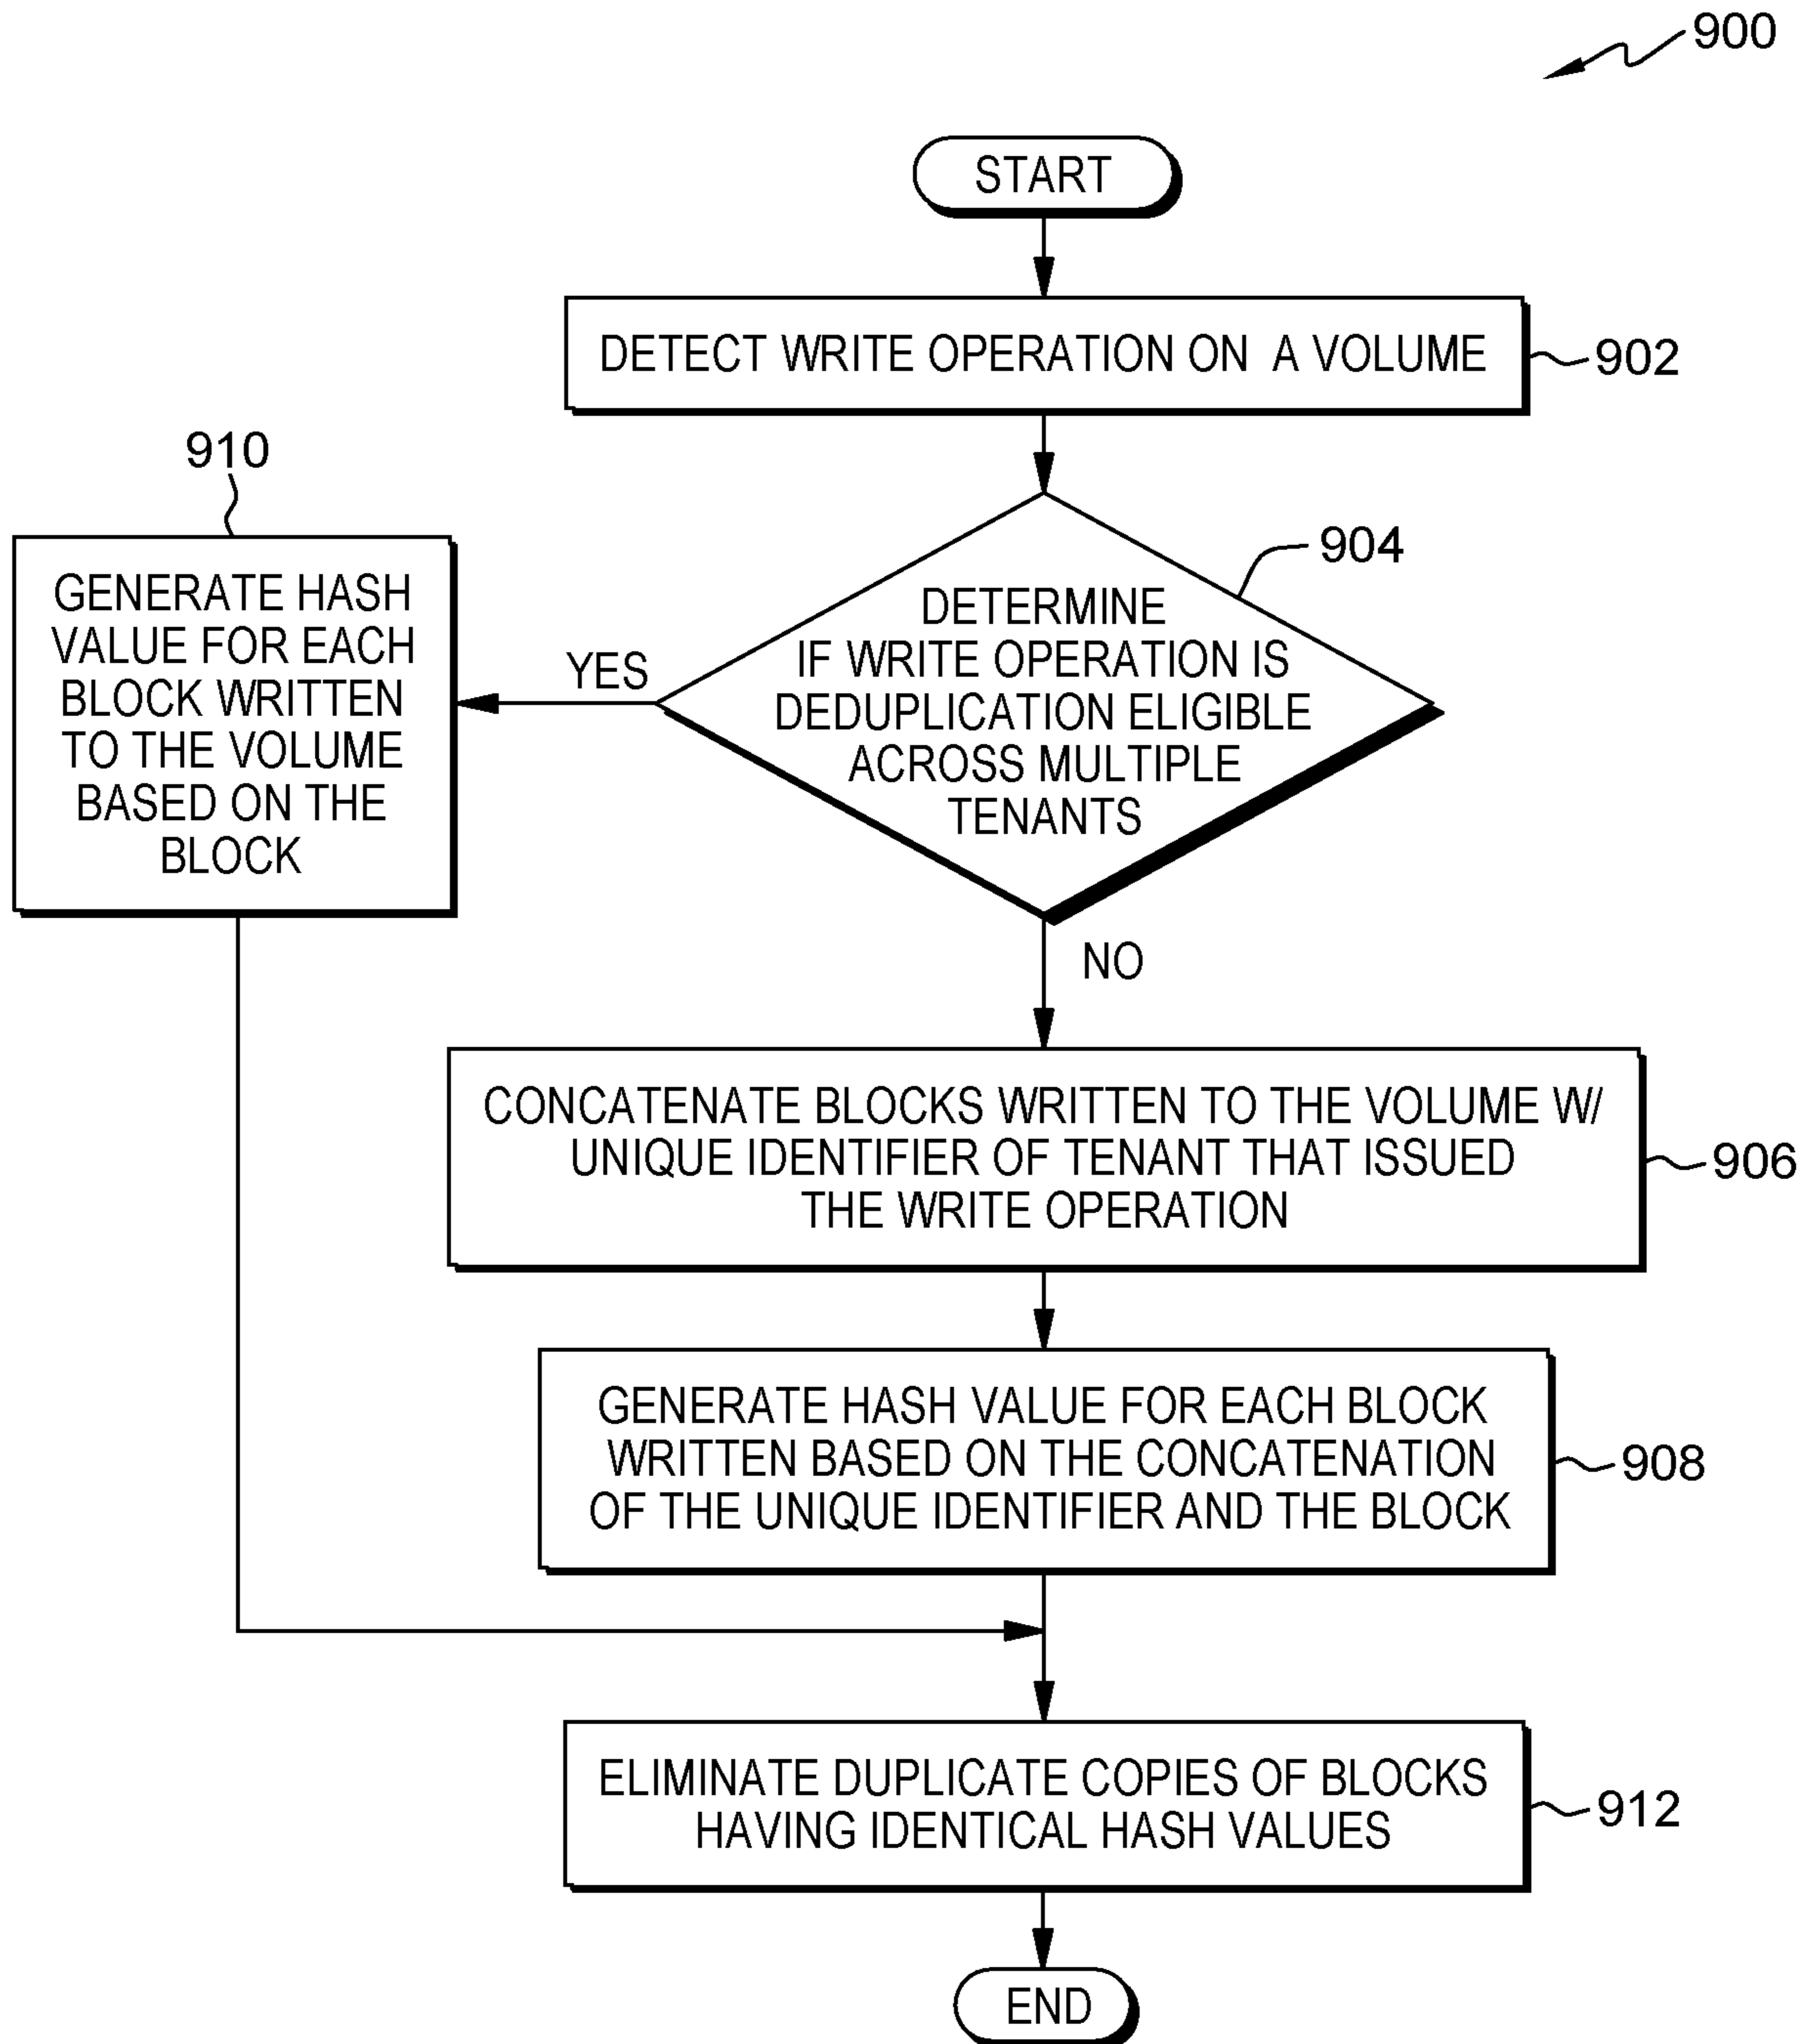 900
START
DETECT WRITE OPERATION ON A VOLUME
902
910
904
GENERATE HASH
VALUE FOR EACH
BLOCK WRITTEN
TO THE VOLUME
BASED ON THE
BLOCK
YES
DETERMINE
IF WRITE OPERATION IS
DEDUPLICATION ELIGIBLE
ACROSS MULTIPLE
TENANTS
NO
CONCATENATE BLOCKS WRITTEN TO THE VOLUME W/
UNIQUE IDENTIFIER OF TENANT THAT ISSUED
THE WRITE OPERATION
906
GENERATE HASH VALUE FOR EACH BLOCK
WRITTEN BASED ON THE CONCATENATION
OF THE UNIQUE IDENTIFIER AND THE BLOCK
908
ELIMINATE DUPLICATE COPIES OF BLOCKS
HAVING IDENTICAL HASH VALUES
912
END